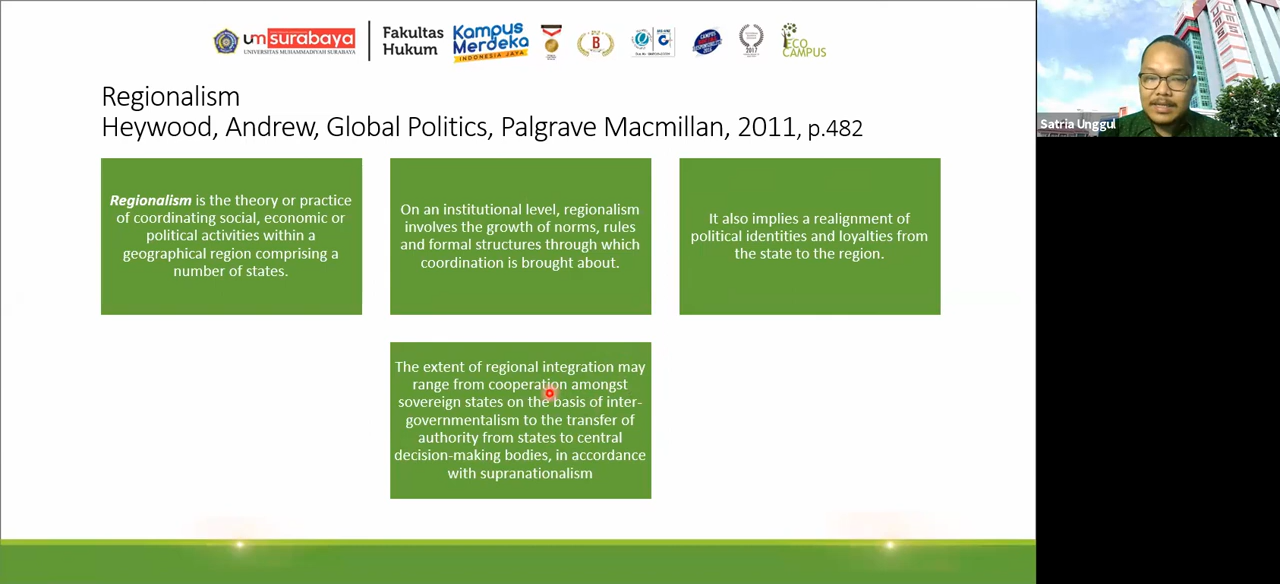 umsurabaya
UNIVERSITAS MUHAMMADIYAH SURABAYA
Fakultas
Hukum
Kampus
Merdeka
INDONESIA JAYA
B
2017
ECO
CAMPUS
Satria Unggul
Regionalism
Heywood, Andrew, Global Politics, Palgrave Macmillan, 2011, p.482
Regionalism is the theory or practice
of coordinating social, economic or
political activities within a
geographical region comprising a
number of states.
On an institutional level, regionalism
involves the growth of norms, rules
and formal structures through which
coordination is brought about.
It also implies a realignment of
political identities and loyalties from
the state to the region.
The extent of regional integration may
range from cooperation amongst
sovereign states on the basis of inter-
governmentalism to the transfer of
authority from states to central
decision-making bodies, in accordance
with supranationalism